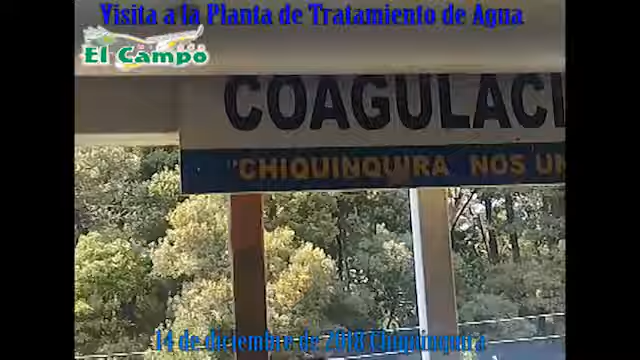 Visita a la Planta de Tratamiento de Agua
El Campo
COAGULACI
"CHIQUINQUIRA NOS UN
14 de diciembre de 2018 Chiquinquira